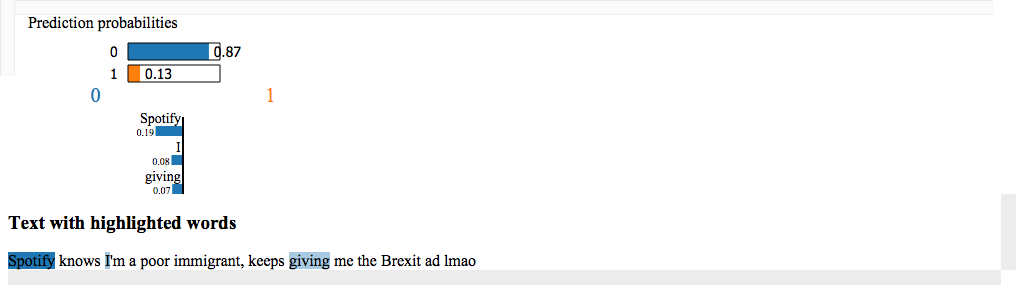 Prediction probabilities
0 0.87
1 0.13
0 1
Spotify
0.19
I
0.08
giving
0.07
Text with highlighted words
Spotify knows I'm a poor immigrant, keeps giving me the Brexit ad lmao